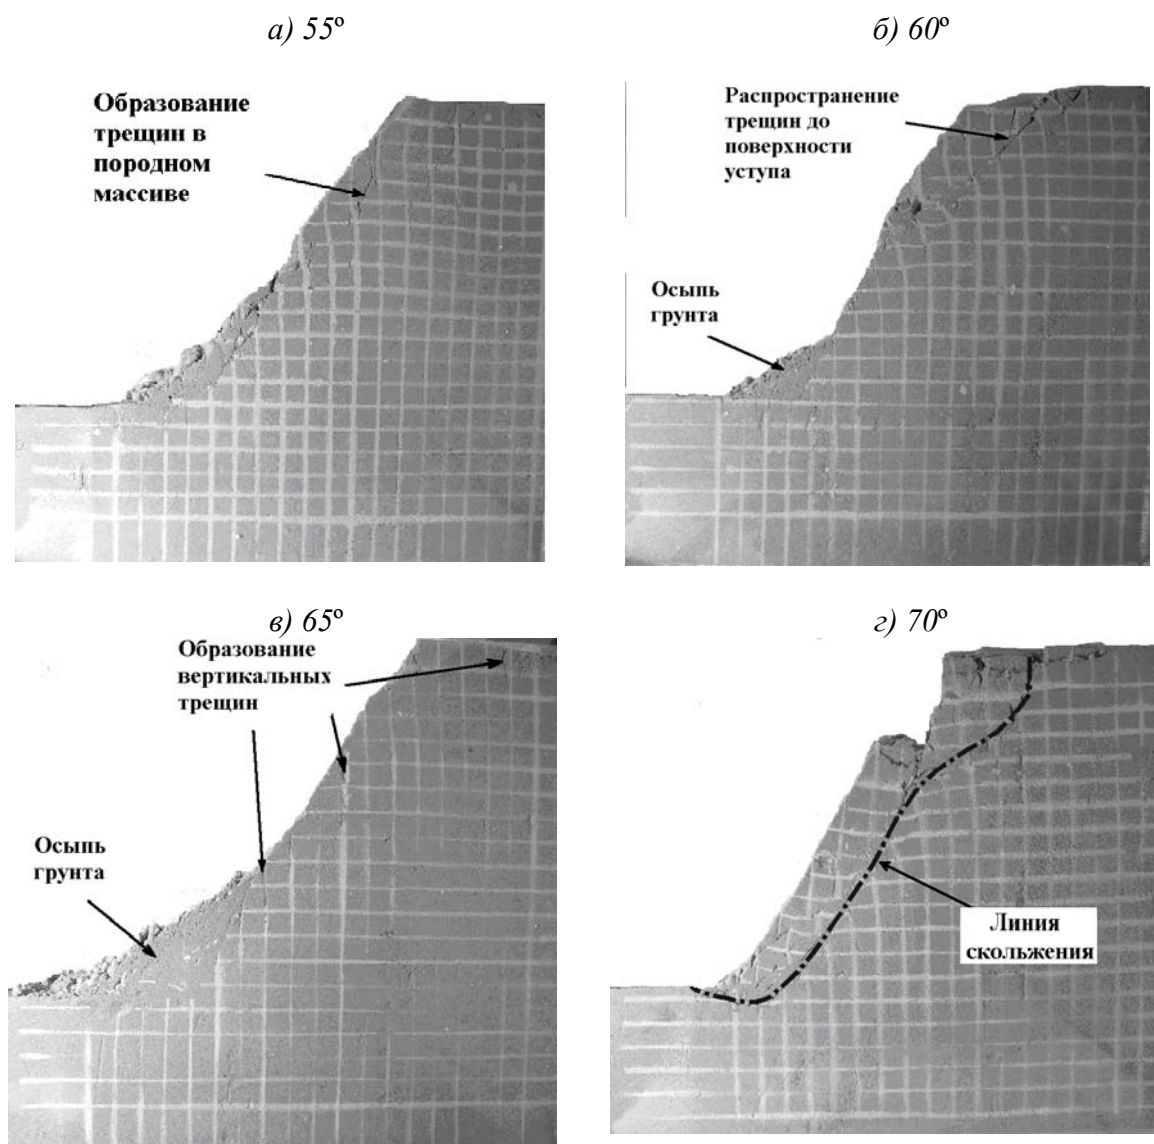 а) 55º
б) 60º
Образование
трещин в
породном
массиве
Распространение
трещин до
поверхности
уступа
Осыпь
грунта
в) 65º
г) 70º
Образование
вертикальных
трещин
Осыпь
грунта
Линия
скольжения